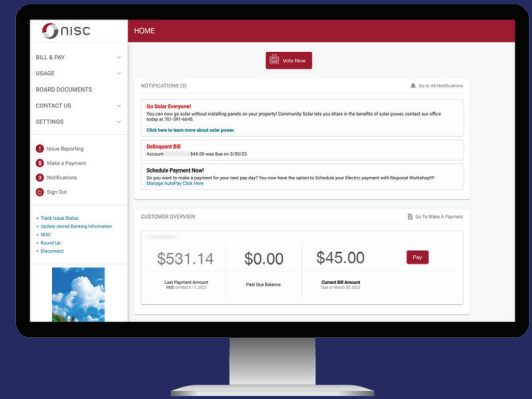 nisc
HOME
BILL & PAY
USAGE
BOARD DOCUMENTS
CONTACT US
SETTINGS
Issue Reporting
Make a Payment
Notifications
Sign Out
Track Issue Status
Update stored Banking Information
NISC
Round Up
Disconnect
Vote Now
Go to All Notifications
Go Solar Everyone!
You can now go solar without installing panels on your property! Community Solar lets you share in the benefits of solar power, contact our office
today at 701-391-6645.
Click here to learn more about solar power.
Delinquent Bill
Account $45.00 was due on 3/30/23.
Schedule Payment Now!
Do you want to make a payment for your next pay day? You now have the option to Schedule your Electric payment with Regional Workshop!!!!
Manage AutoPay Click Here
CUSTOMER OVERVIEW
Go To Make A Payment
$531.14
$0.00
$45.00
Pay
Last Payment Amount
Past Due Balance
Current Bill Amount